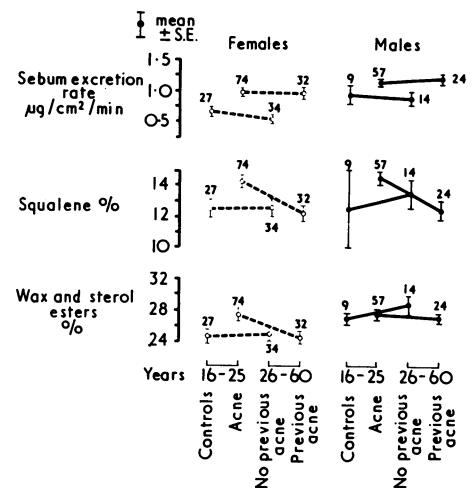 mean
± S.E.
Females Males
Sebum excretion
rate
µg/cm²/min
1·5
1·0
0·5
27 74 34 32
9 57 14 24
Squalene %
14
12
10
27 74 34 32
9 57 14 24
Wax and sterol
esters
%
32
28
24
27 74 34 32
9 57 14 24
Years 16-25 26-60 16-25 26-60
Controls
Acne
No previous
acne
Previous
acne
Controls
Acne
No previous
acne
Previous
acne